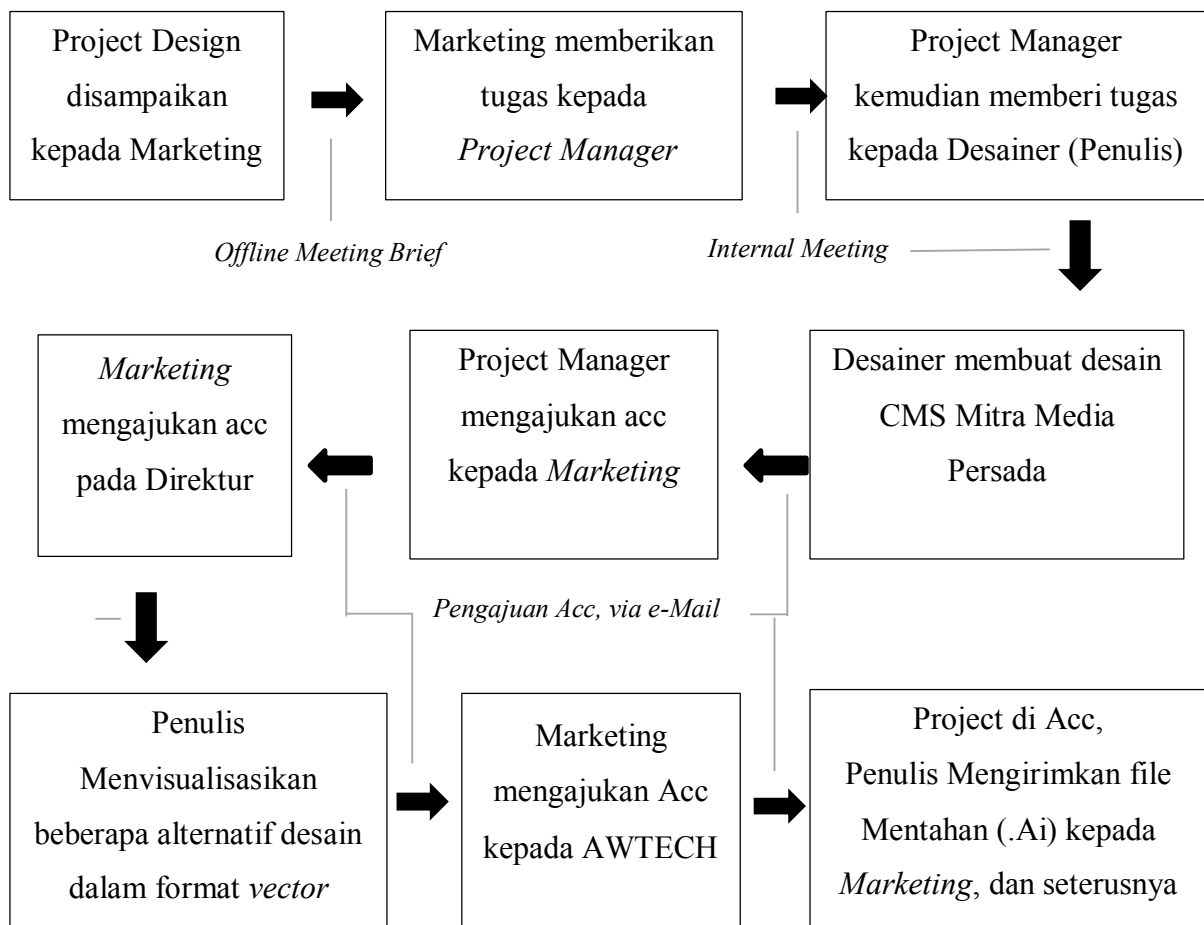 Project Design
disampaikan
kepada Marketing
Marketing memberikan
tugas kepada
Project Manager
Project Manager
kemudian memberi tugas
kepada Desainer (Penulis)
Offline Meeting Brief
Internal Meeting
Desainer membuat desain
CMS Mitra Media
Persada
Project Manager
mengajukan acc
kepada Marketing
Marketing
mengajukan acc
pada Direktur
Pengajuan Acc, via e-Mail
Penulis
Menvisualisasikan
beberapa alternatif desain
dalam format vector
Marketing
mengajukan Acc
kepada AWTECH
Project di Acc,
Penulis Mengirimkan file
Mentahan (.Ai) kepada
Marketing, dan seterusnya